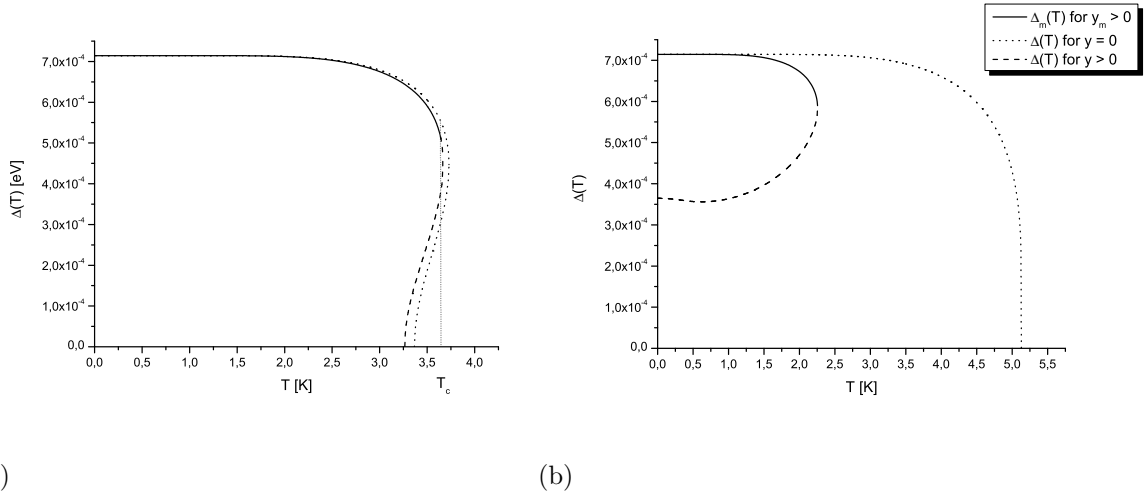 Δm(T) for ym > 0
Δ(T) for y = 0
Δ(T) for y > 0
7,0x10-4
6,0x10-4
5,0x10-4
4,0x10-4
3,0x10-4
2,0x10-4
1,0x10-4
0,0
Δ(T) [eV]
0,0 0,5 1,0 1,5 2,0 2,5 3,0 3,5 4,0
T [K] Tc
7,0x10-4
6,0x10-4
5,0x10-4
4,0x10-4
3,0x10-4
2,0x10-4
1,0x10-4
0,0
Δ(T)
0,0 0,5 1,0 1,5 2,0 2,5 3,0 3,5 4,0 4,5 5,0 5,5
T [K]
) (b)